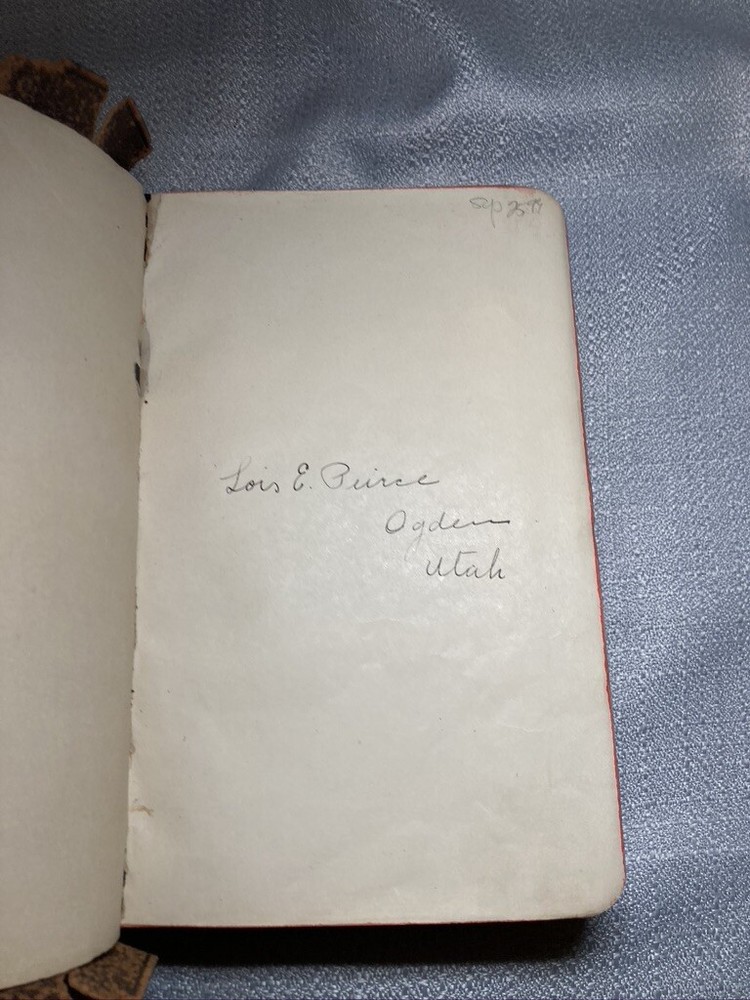 Lois E. Peirce
Ogden
Utah